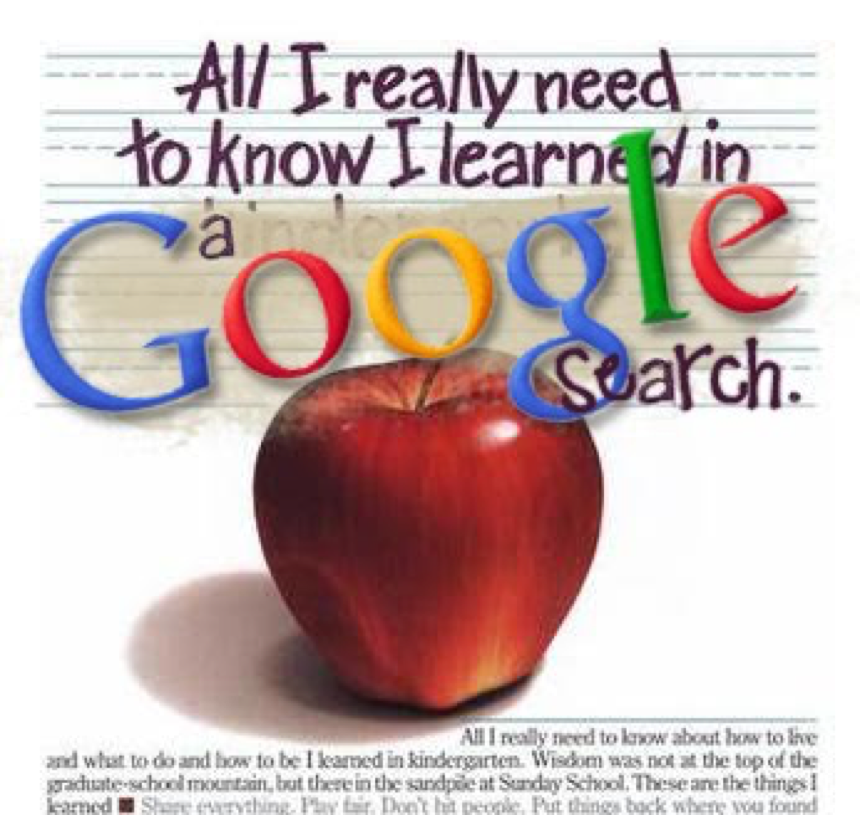 All I really need
to know I learned in
a
Google
search.
All I really need to know about how to live
and what to do and how to be I learned in kindergarten. Wisdom was not at the top of the
graduate-school mountain, but there in the sandpile at Sunday School. These are the things I
learned ■ Share everything. Play fair. Don't hit people. Put things back where you found